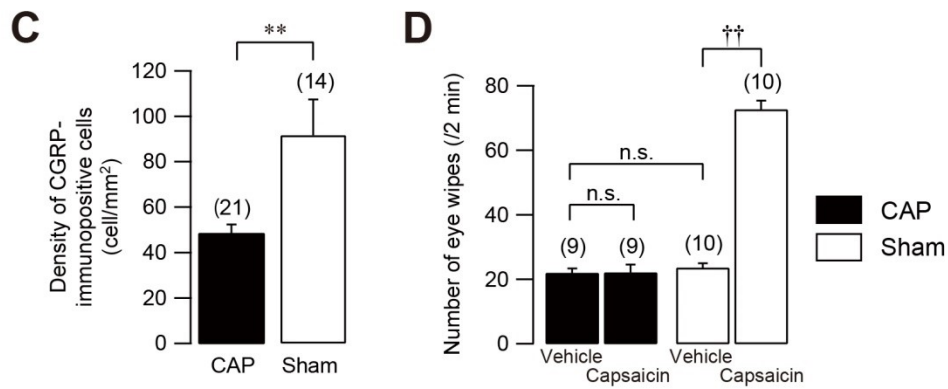 C
**
(14)
(21)
120
100
80
60
40
20
0
Density of CGRP-
immunopositive cells
(cell/mm²)
CAP Sham
D
††
(10)
n.s.
n.s.
(9) (9) (10)
80
60
40
20
0
Number of eye wipes (/2 min)
Vehicle Vehicle
Capsaicin Capsaicin
CAP
Sham